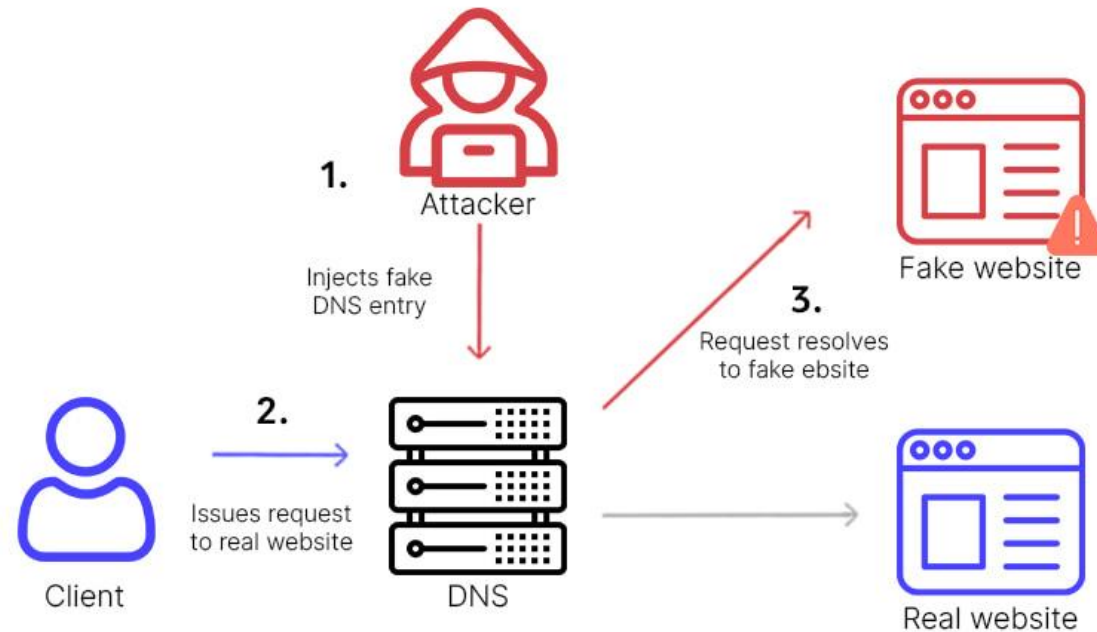 1.
Attacker
Injects fake
DNS entry
Fake website
3.
Request resolves
to fake ebsite
2.
Issues request
to real website
Client
DNS
Real website